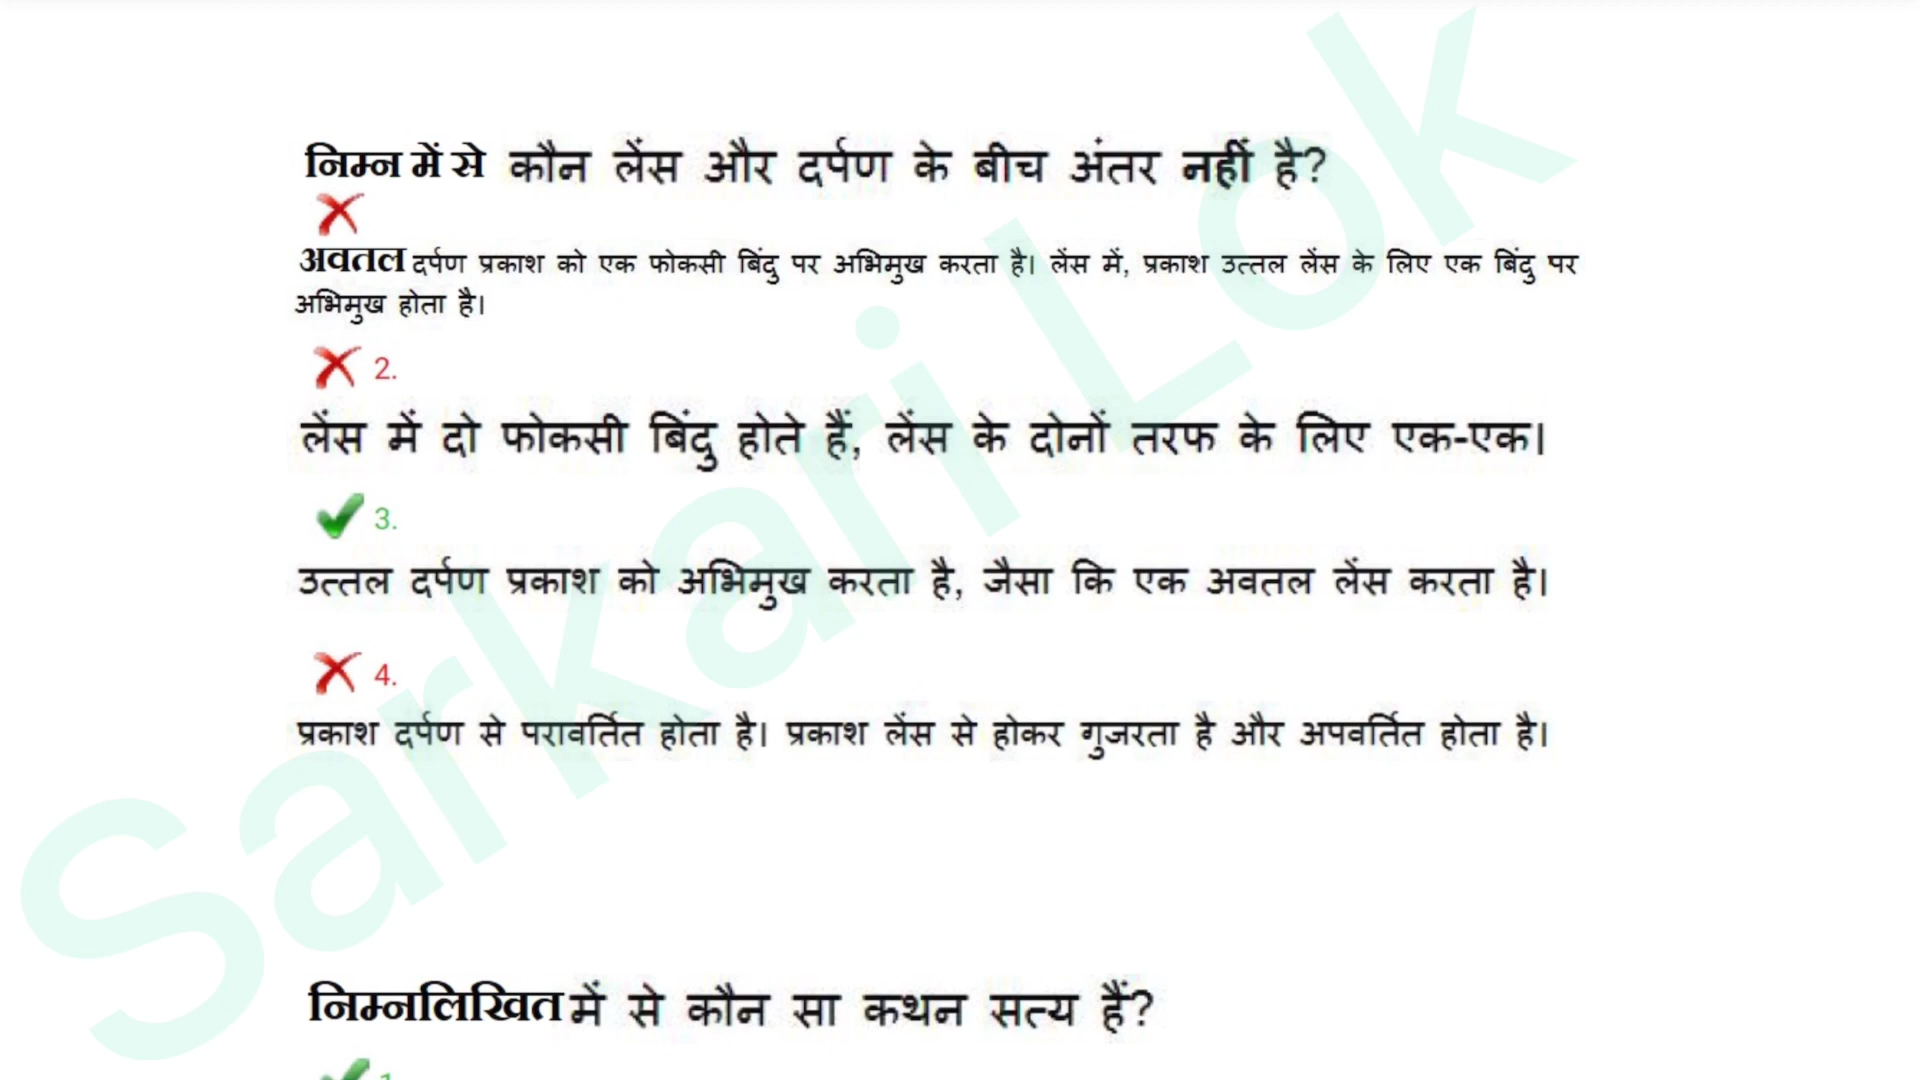 निम्न में से कौन लेंस और दर्पण के बीच अंतर नहीं है?
अवतल दर्पण प्रकाश को एक फोकसी बिंदु पर अभिमुख करता है। लेंस में, प्रकाश उत्तल लेंस के लिए एक बिंदु पर
अभिमुख होता है।
2.
लेंस में दो फोकसी बिंदु होते हैं, लेंस के दोनों तरफ के लिए एक-एक।
3.
उत्तल दर्पण प्रकाश को अभिमुख करता है, जैसा कि एक अवतल लेंस करता है।
4.
प्रकाश दर्पण से परावर्तित होता है। प्रकाश लेंस से होकर गुजरता है और अपवर्तित होता है।
निम्नलिखित में से कौन सा कथन सत्य हैं?
1.
Sarkari Lok